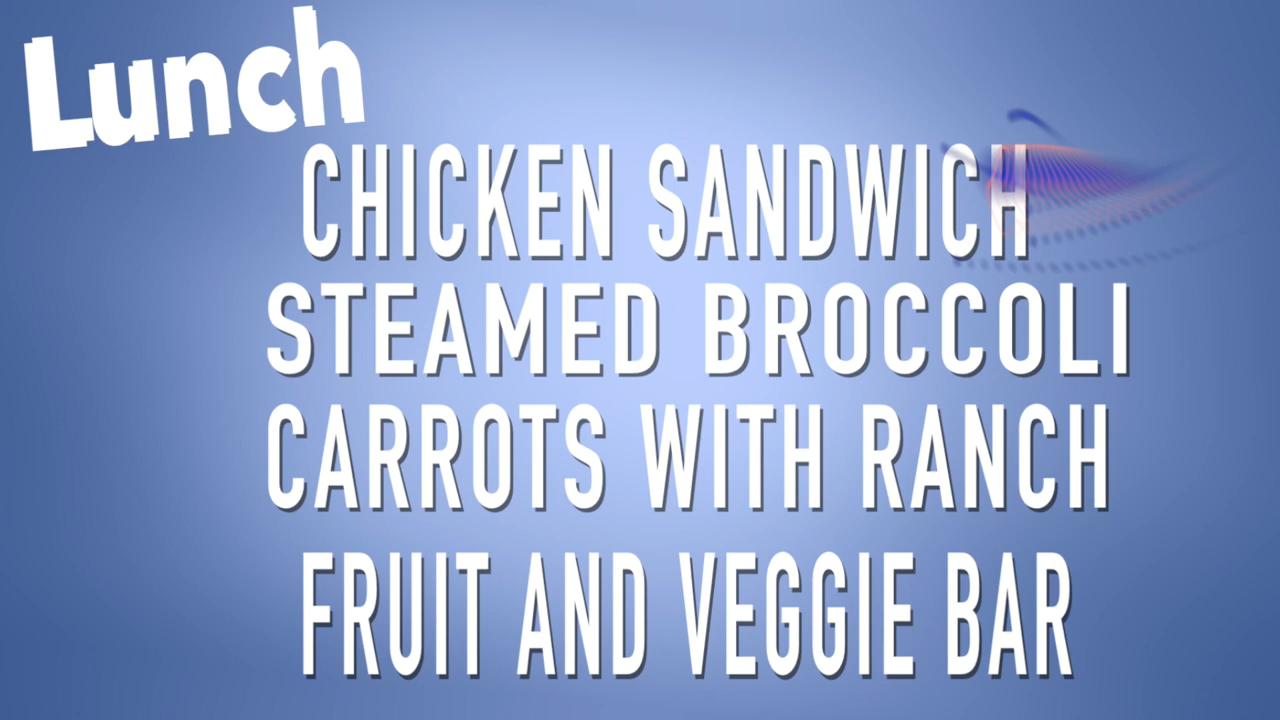 Lunch
CHICKEN SANDWICH
STEAMED BROCCOLI
CARROTS WITH RANCH
FRUIT AND VEGGIE BAR